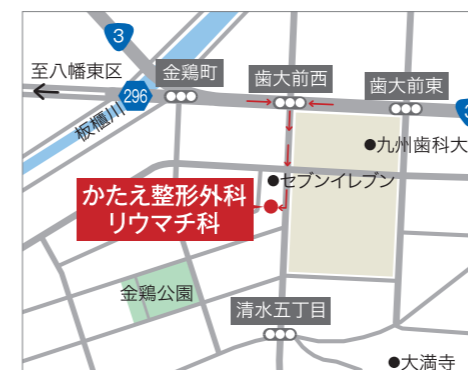 3
至八幡東区
296
金鶏町
歯大前西
歯大前東
板櫃川
3
九州歯科大
セブンイレブン
かたえ整形外科
リウマチ科
金鶏公園
清水五丁目
大満寺